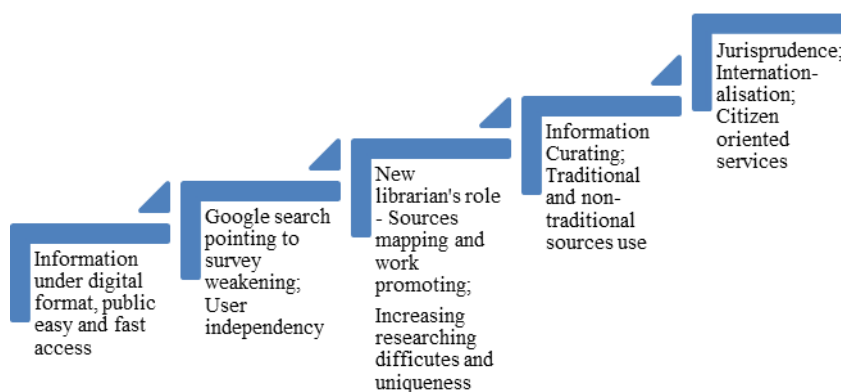 Information
under digital
format, public
easy and fast
access
Google search
pointing to
survey
weakening;
User
independency
New
librarian's role
- Sources
mapping and
work
promoting;
Increasing
researching
difficutes and
uniqueness
Information
Curating;
Traditional
and non-
traditional
sources use
Jurisprudence;
Internation-
alisation;
Citizen
oriented
services